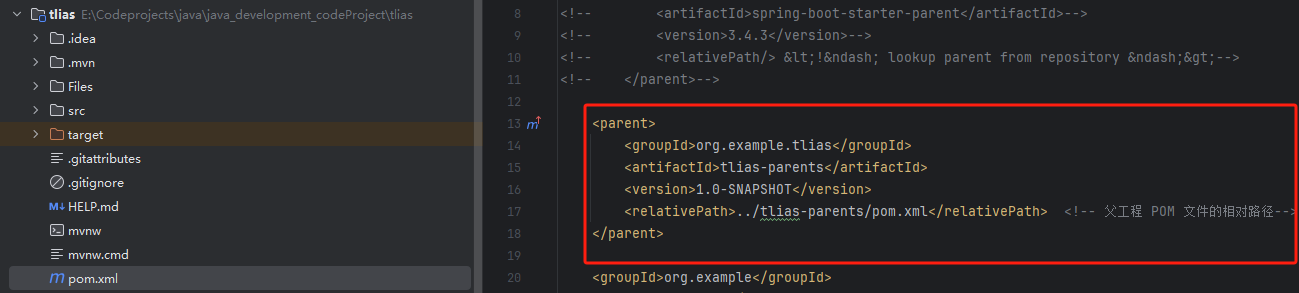 tlias E:\Codeprojects\java\java_development_codeProject\tlias
.idea
.mvn
Files
src
target
.gitattributes
.gitignore
HELP.md
mvnw
mvnw.cmd
pom.xml
8 <!-- <artifactId>spring-boot-starter-parent</artifactId>-->
9 <!-- <version>3.4.3</version>-->
10 <!-- <relativePath/> &lt;!&ndash; lookup parent from repository &ndash;&gt;-->
11 <!-- </parent>-->
12
13 <parent>
14 <groupId>org.example.tlias</groupId>
15 <artifactId>tlias-parents</artifactId>
16 <version>1.0-SNAPSHOT</version>
17 <relativePath>../tlias-parents/pom.xml</relativePath> <!-- 父工程 POM 文件的相对路径-->
18 </parent>
19
20 <groupId>org.example</groupId>